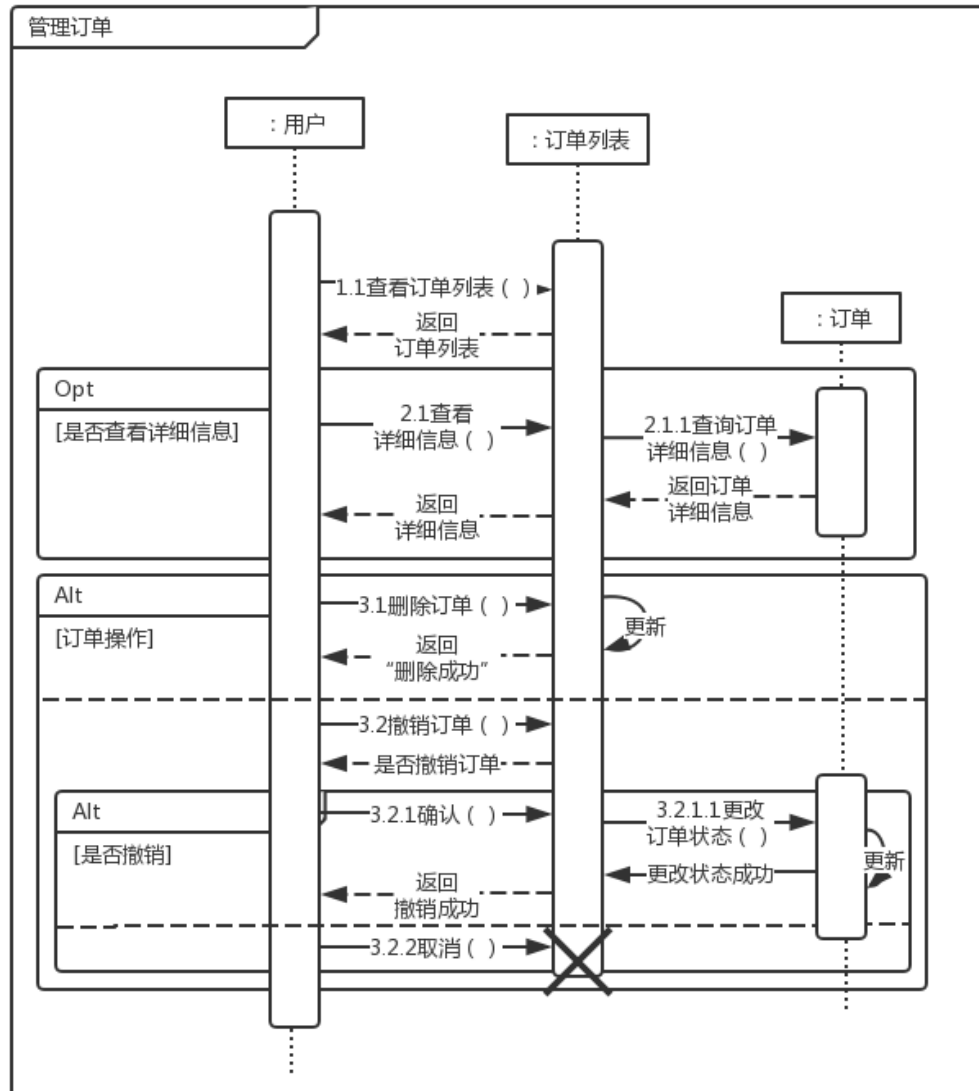 管理订单
：用户
：订单列表
1.1查看订单列表（ ）
返回
订单列表
：订单
Opt
[是否查看详细信息]
2.1查看
详细信息（ ）
2.1.1查询订单
详细信息（ ）
返回订单
详细信息
返回
详细信息
Alt
[订单操作]
3.1删除订单（ ）
更新
返回
“删除成功”
3.2撤销订单（ ）
是否撤销订单
Alt
[是否撤销]
3.2.1确认（ ）
3.2.1.1更改
订单状态（ ）
更新
更改状态成功
返回
撤销成功
3.2.2取消（ ）